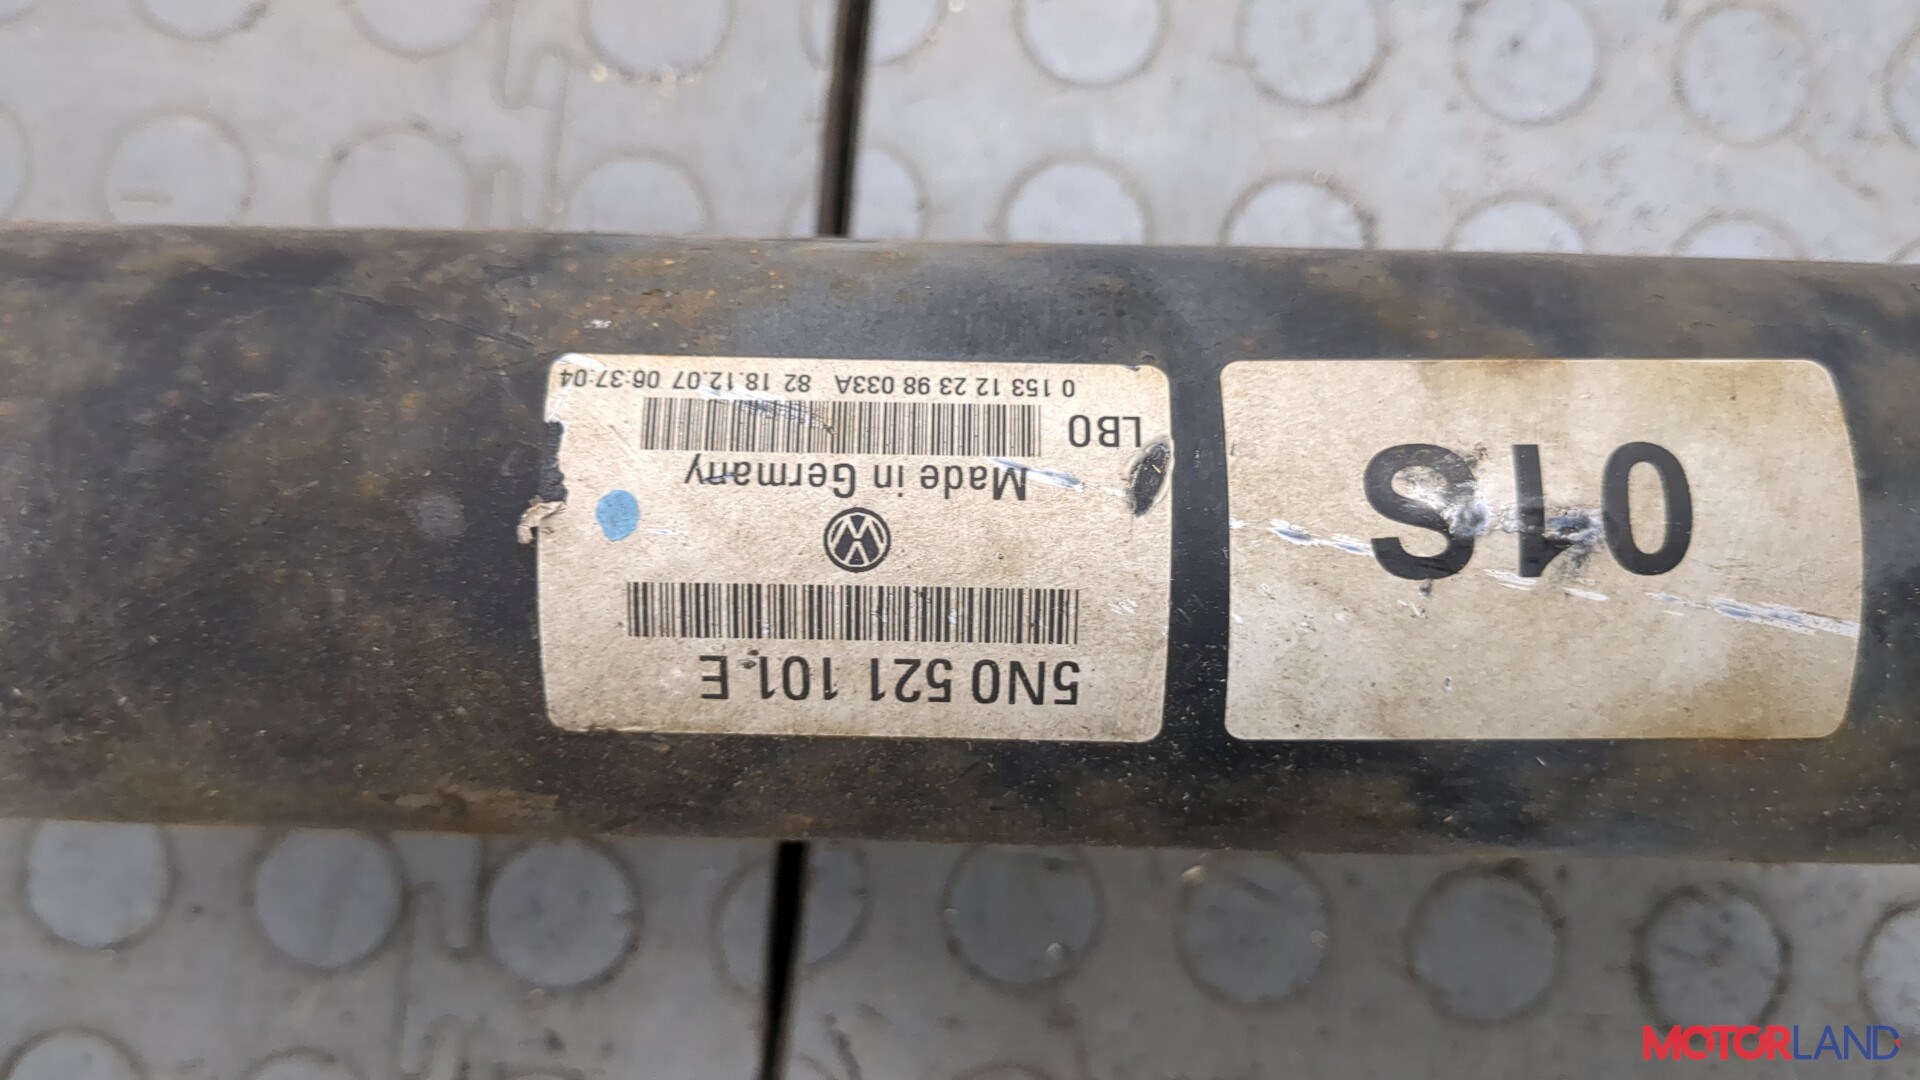 5N0 521 101 E
Made in Germany
LB0
0 153 12 23 98 033A 82 18.12.07 06:37:04
01S
MOTORLAND